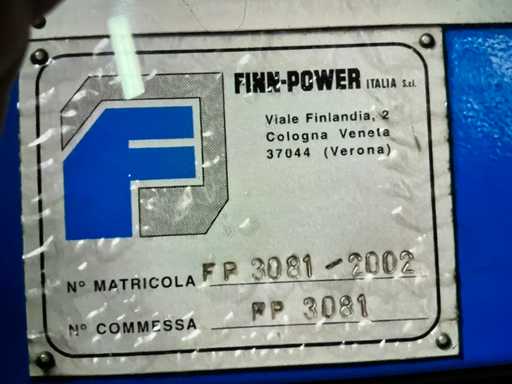 FINN-POWER ITALIA S.r.l.
Viale Finlandia, 2
Cologna Veneta
37044 (Verona)
N° MATRICOLA FP 3081-2002
N° COMMESSA FP 3081